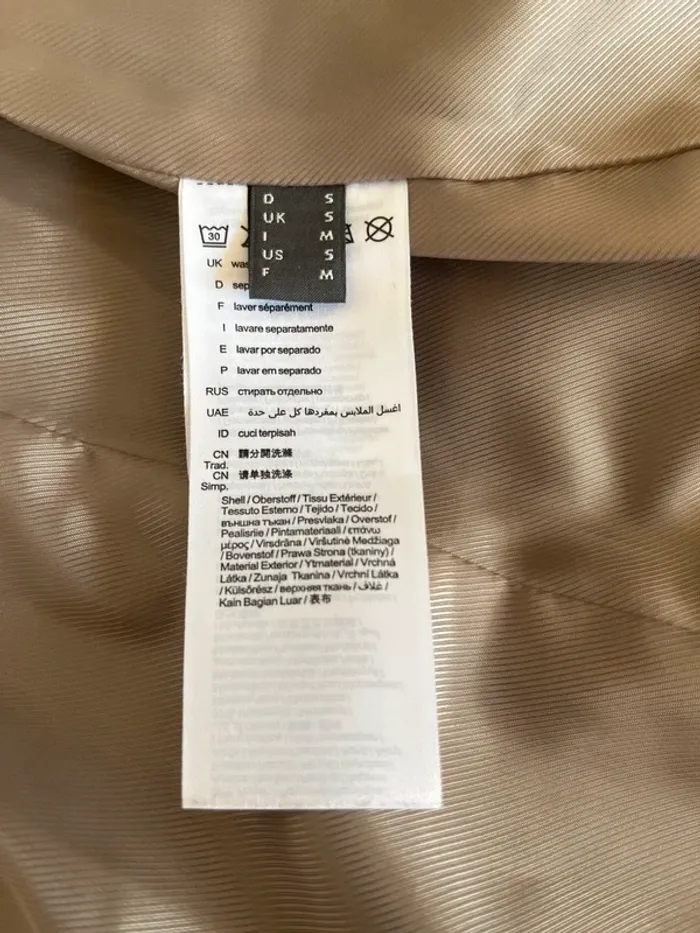 D S
UK S
I M
US S
F M
30
UK
D
F laver séparément
I lavare separatamente
E lavar por separado
P lavar em separado
RUS стирать отдельно
UAE اغسل الملابس بمفردها كل على حدة
ID cuci terpisah
CN 請分開洗滌
Trad.
CN 请单独洗涤
Simp.
Shell / Oberstoff / Tissu Extérieur /
Tessuto Esterno / Tejido / Tecido /
външна тъкан / Presvlaka / Overstof /
Pealisriie / Pintamateriaali / επάνω
μέρος / Virsdrāna / Viršutinė Medžiaga
/ Bovenstof / Prawa Strona (tkaniny) /
Material Exterior / Ytmaterial / Vrchná
Látka / Zunaja Tkanina / Vrchní Látka
/ Külsőrész / верхняя ткань / غلاف /
Kain Bagian Luar / 表布